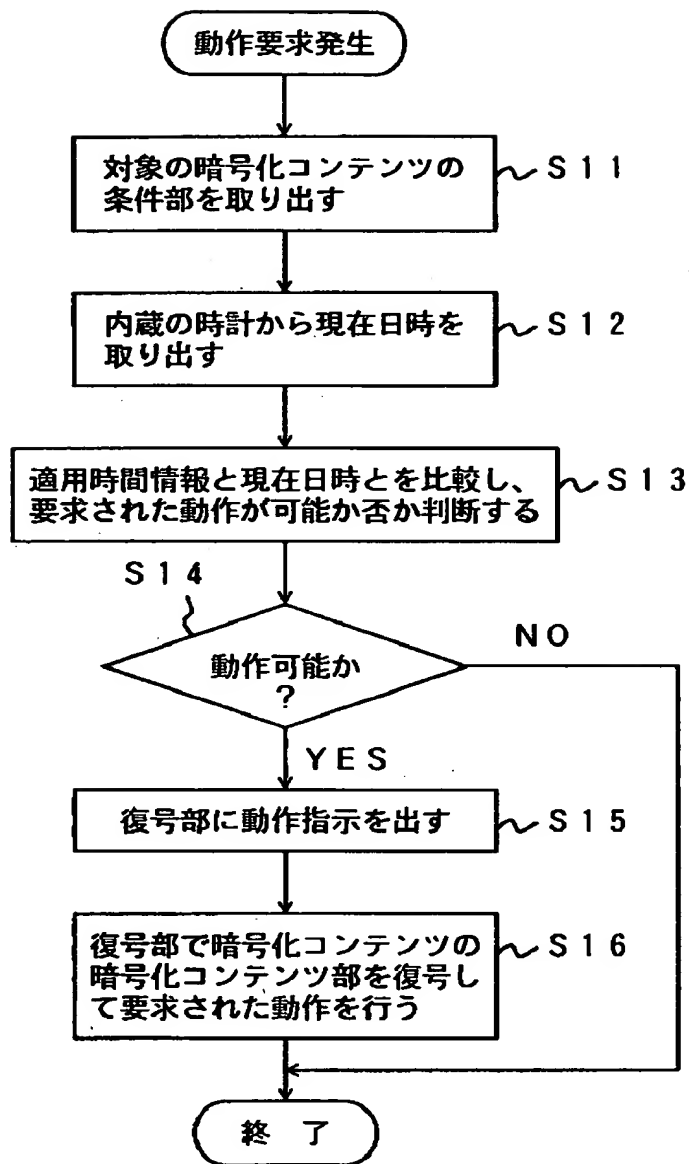 動作要求発生
対象の暗号化コンテンツの
条件部を取り出す
S11
内蔵の時計から現在日時を
取り出す
S12
適用時間情報と現在日時とを比較し、
要求された動作が可能か否か判断する
S13
S14
動作可能か
?
NO
YES
復号部に動作指示を出す
S15
復号部で暗号化コンテンツの
暗号化コンテンツ部を復号し
て要求された動作を行う
S16
終 了